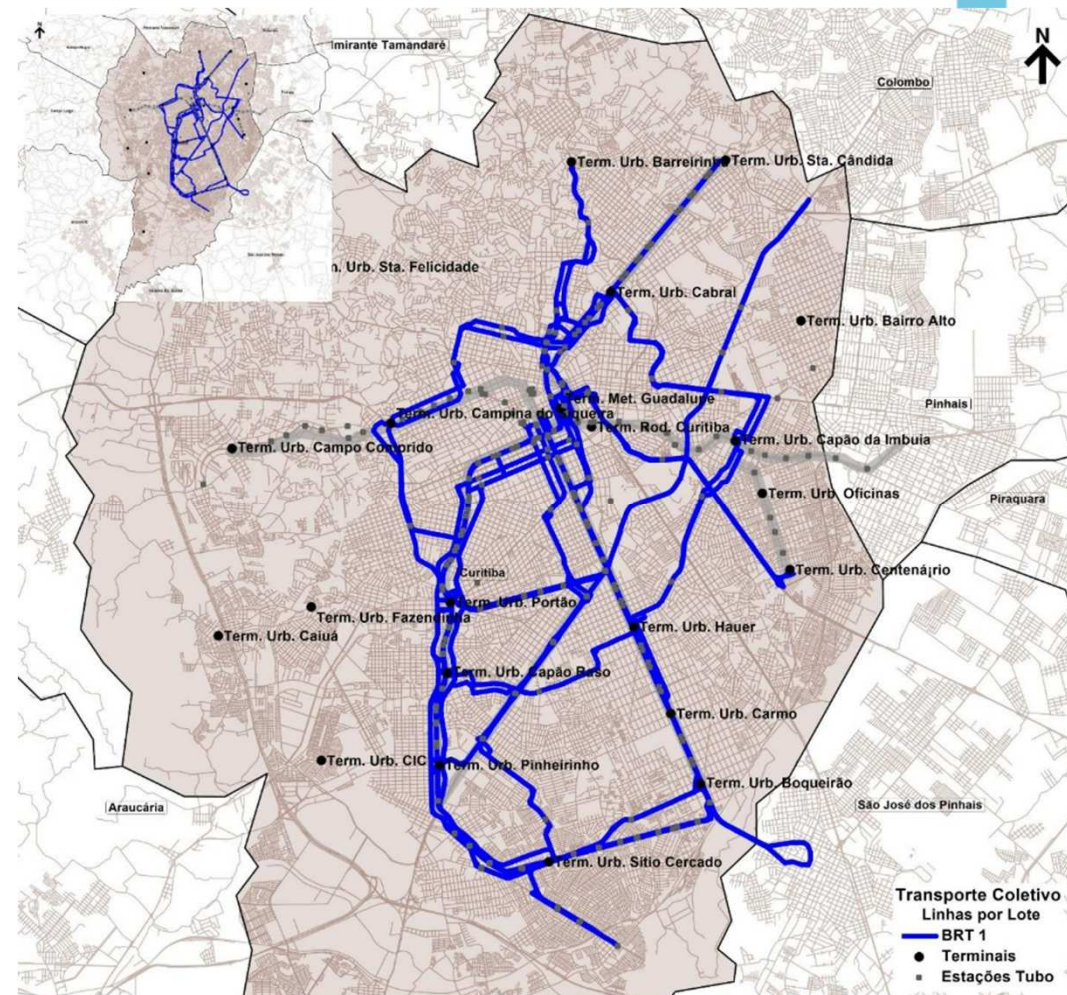 N
lmirante Tamandaré
Colombo
Term. Urb. Barreirinha
Term. Urb. Sta. Cândida
n. Urb. Sta. Felicidade
Term. Urb. Cabral
Term. Urb. Bairro Alto
Term. Met. Guadalupe
Pinhais
Term. Urb. Campina do Siqueira
Term. Rod. Curitiba
Term. Urb. Capão da Imbuia
Term. Urb. Campo Comprido
Term. Urb. Oficinas
Piraquara
Term. Urb. Centená¡rio
Curitiba
Term. Urb. Portão
Term. Urb. Fazendinha
Term. Urb. Hauer
Term. Urb. Caiuá
Term. Urb. Capão Raso
Term. Urb. Carmo
Term. Urb. CIC
Term. Urb. Pinheirinho
Term. Urb. Boqueirão
Araucária
São José dos Pinhais
Term. Urb. Sitio Cercado
Transporte Coletivo
Linhas por Lote
BRT 1
Terminais
Estações Tubo